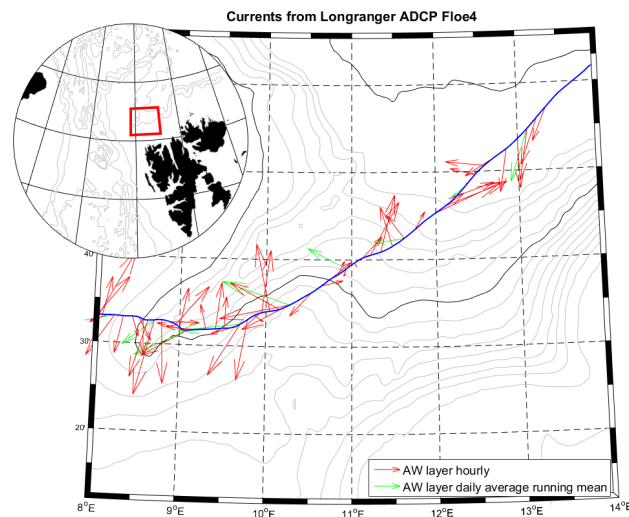 Currents from Longranger ADCP Floe4
40'
30'
20'
AW layer hourly
AW layer daily average running mean
8°E 9°E 10°E 11°E 12°E 13°E 14°E